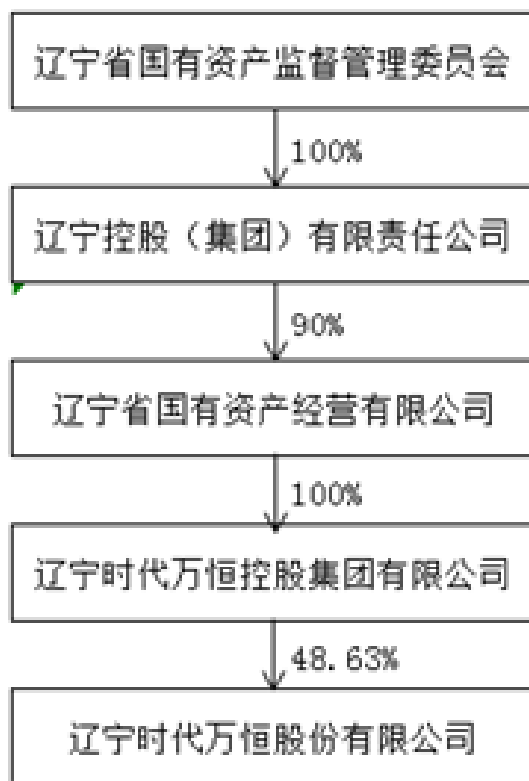 辽宁省国有资产监督管理委员会
100%
辽宁控股（集团）有限责任公司
90%
辽宁省国有资产经营有限公司
100%
辽宁时代万恒控股集团有限公司
48.63%
辽宁时代万恒股份有限公司